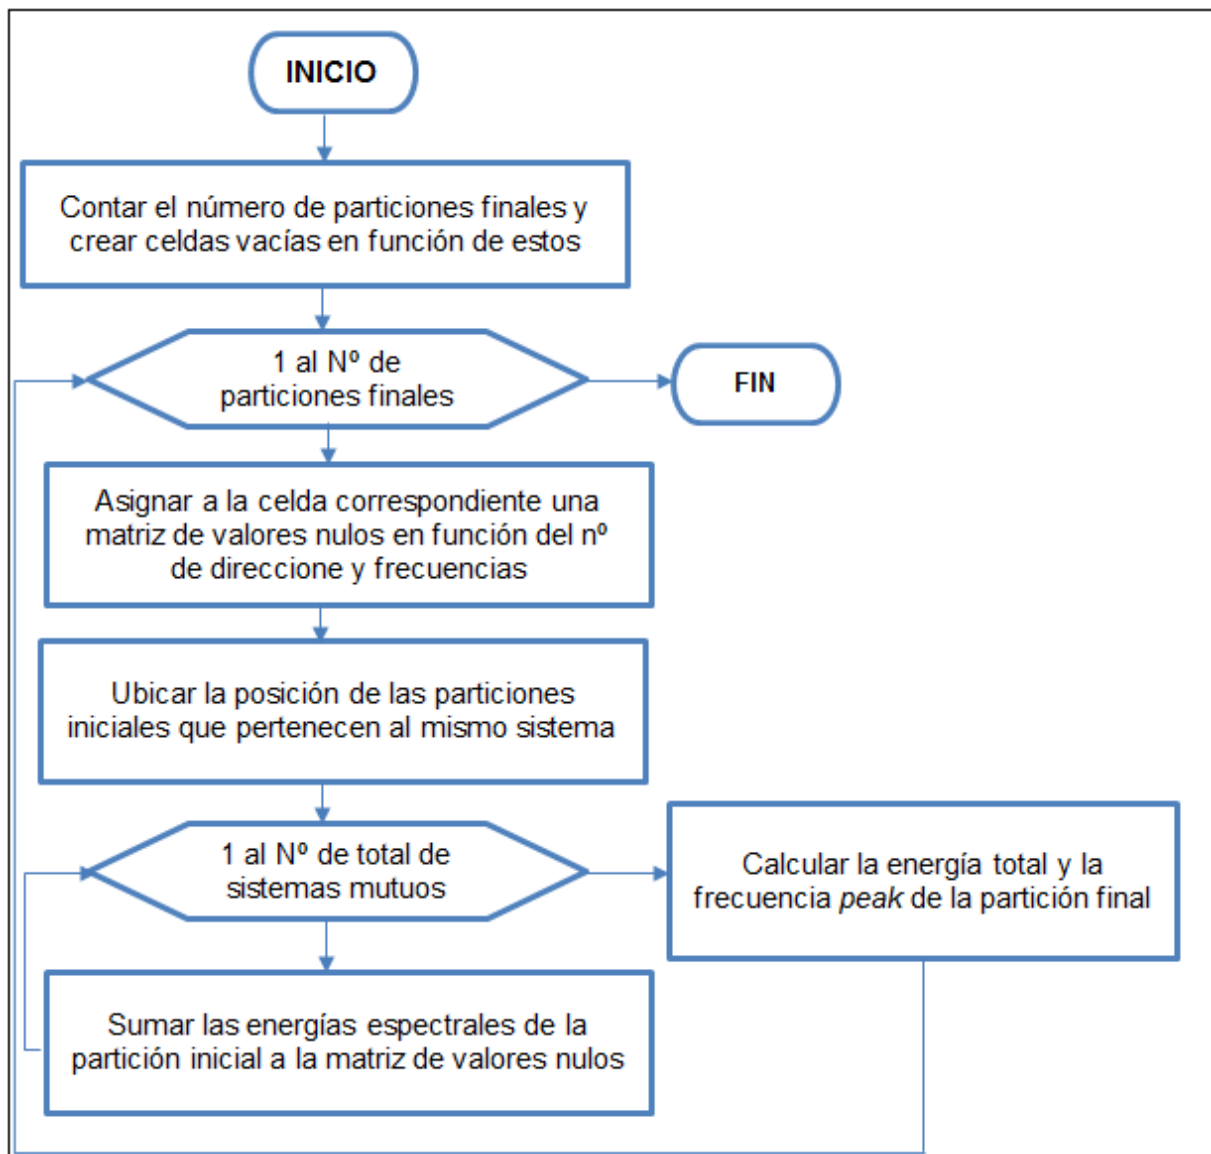 INICIO
Contar el número de particiones finales y
crear celdas vacías en función de estos
1 al Nº de
particiones finales
FIN
Asignar a la celda correspondiente una
matriz de valores nulos en función del nº
de direccione y frecuencias
Ubicar la posición de las particiones
iniciales que pertenecen al mismo sistema
1 al Nº de total de
sistemas mutuos
Calcular la energía total y la
frecuencia peak de la partición final
Sumar las energías espectrales de la
partición inicial a la matriz de valores nulos